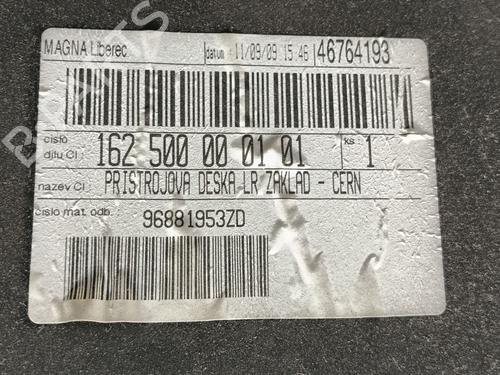 MAGNA Liberec
datum 11/09/09 15:46 46764193
cislo
dilu CI : 162 500 00 01 01 ks 1
nazev CI : PRISTROJOVA DESKA LR ZAKLAD - CERN
cislo mat. odb. : 96881953ZD